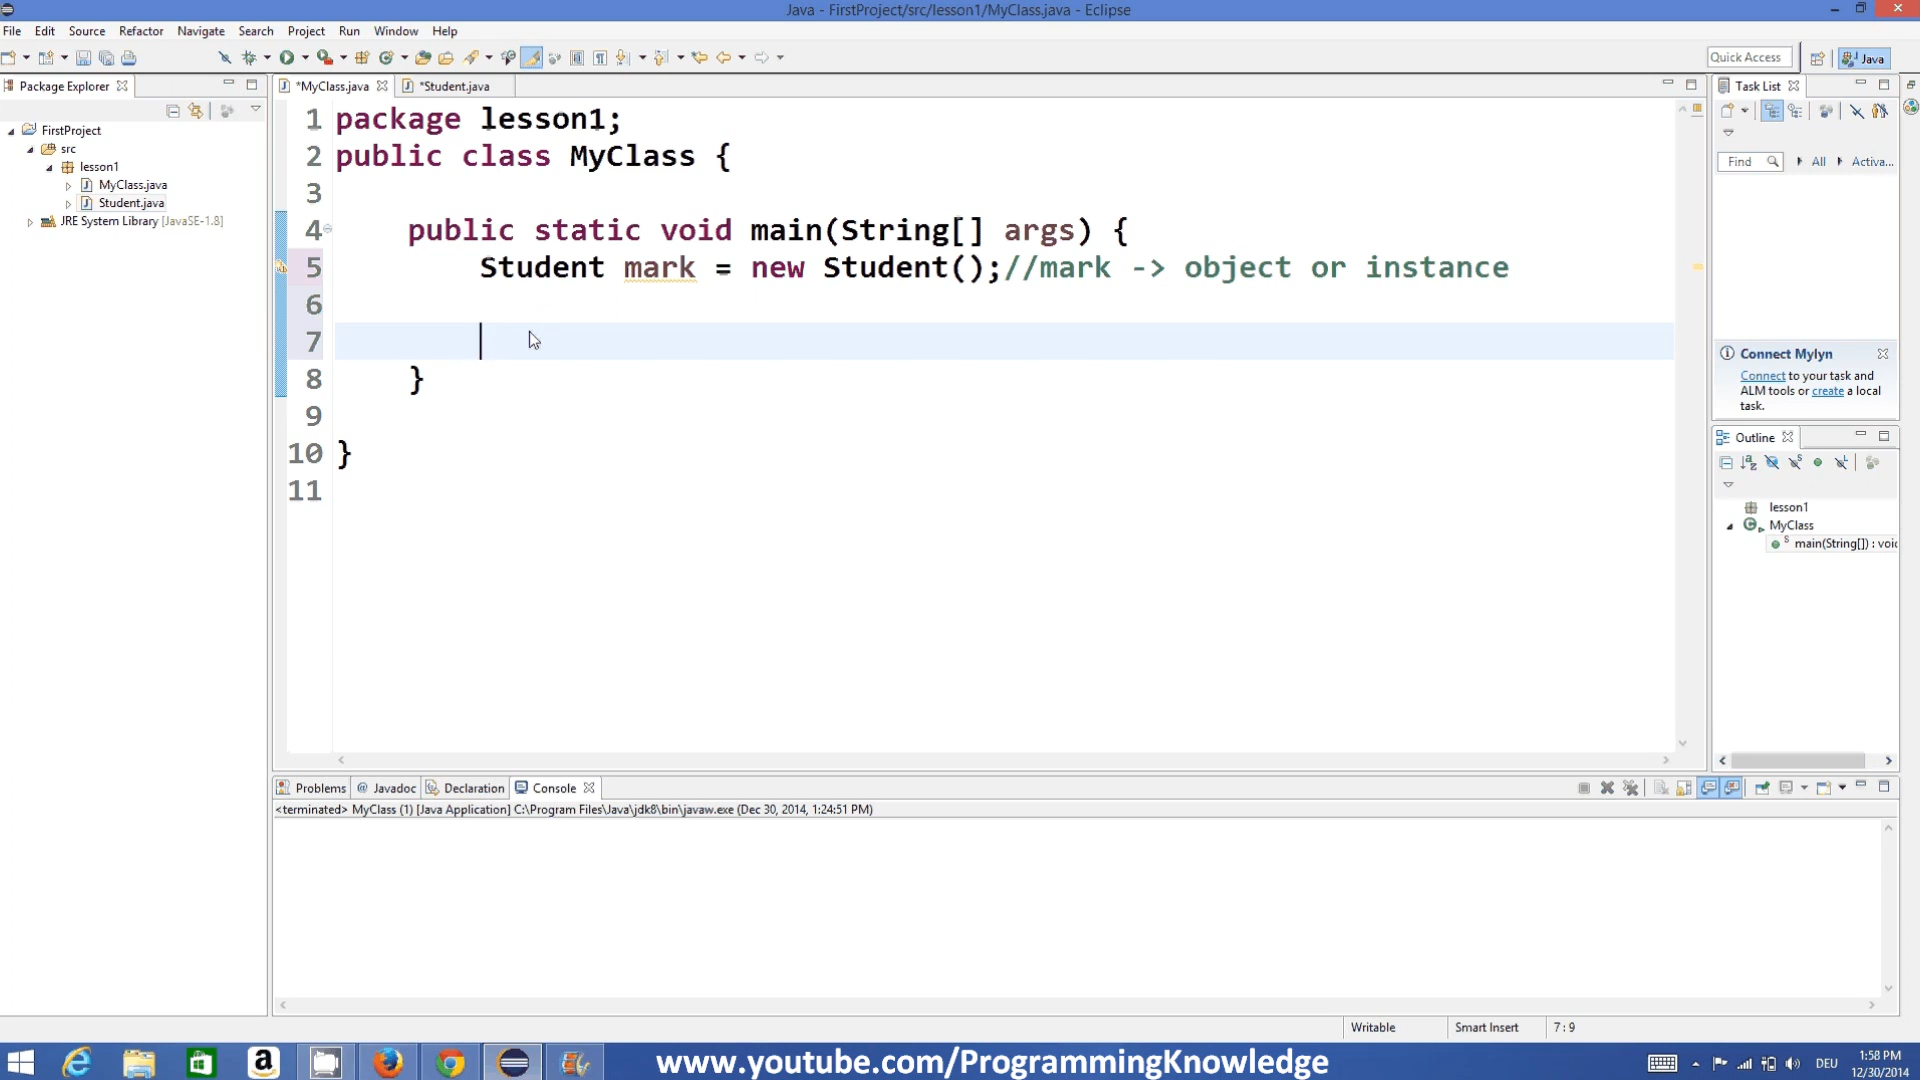 Java - FirstProject/src/lesson1/MyClass.java - Eclipse
File Edit Source Refactor Navigate Search Project Run Window Help
Quick Access
Java
Package Explorer
*MyClass.java
*Student.java
Task List
FirstProject
src
lesson1
MyClass.java
Student.java
JRE System Library [JavaSE-1.8]
1 package lesson1;
2 public class MyClass {
3
4 public static void main(String[] args) {
5 Student mark = new Student();//mark -> object or instance
6
7
8 }
9
10 }
11
Find
All
Activa...
Connect Mylyn
Connect to your task and
ALM tools or create a local
task.
Outline
lesson1
MyClass
main(String[]) : voi
Problems @ Javadoc Declaration Console
<terminated> MyClass (1) [Java Application] C:\Program Files\Java\jdk8\bin\javaw.exe (Dec 30, 2014, 1:24:51 PM)
Writable
Smart Insert
7 : 9
www.youtube.com/ProgrammingKnowledge
DEU
1:58 PM
12/30/2014